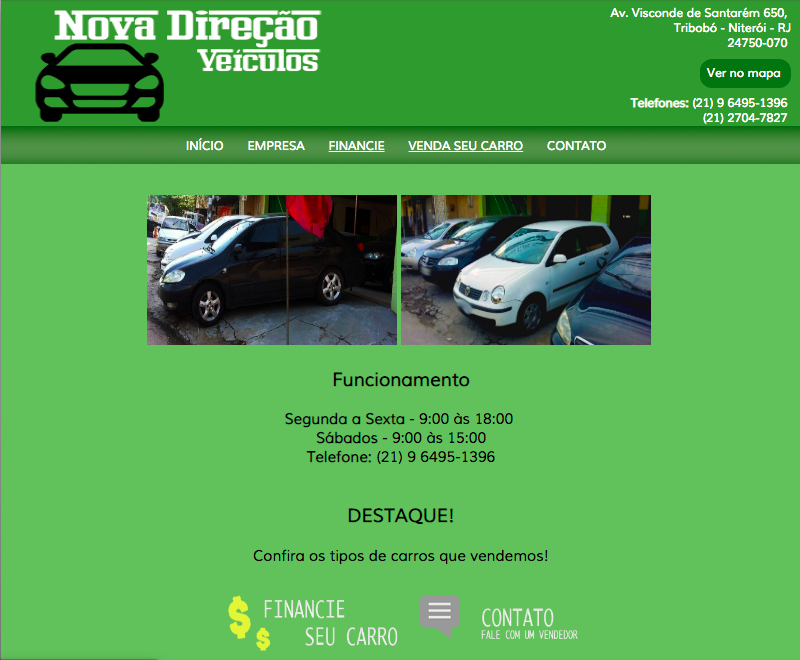 Nova Direção
Veículos
Av. Visconde de Santarém 650,
Tribobó - Niterói - RJ
24750-070
Ver no mapa
Telefones: (21) 9 6495-1396
(21) 2704-7827
INÍCIO EMPRESA FINANCIE VENDA SEU CARRO CONTATO
Funcionamento
Segunda a Sexta - 9:00 às 18:00
Sábados - 9:00 às 15:00
Telefone: (21) 9 6495-1396
DESTAQUE!
Confira os tipos de carros que vendemos!
$ FINANCIE
$ SEU CARRO
CONTATO
FALE COM UM VENDEDOR